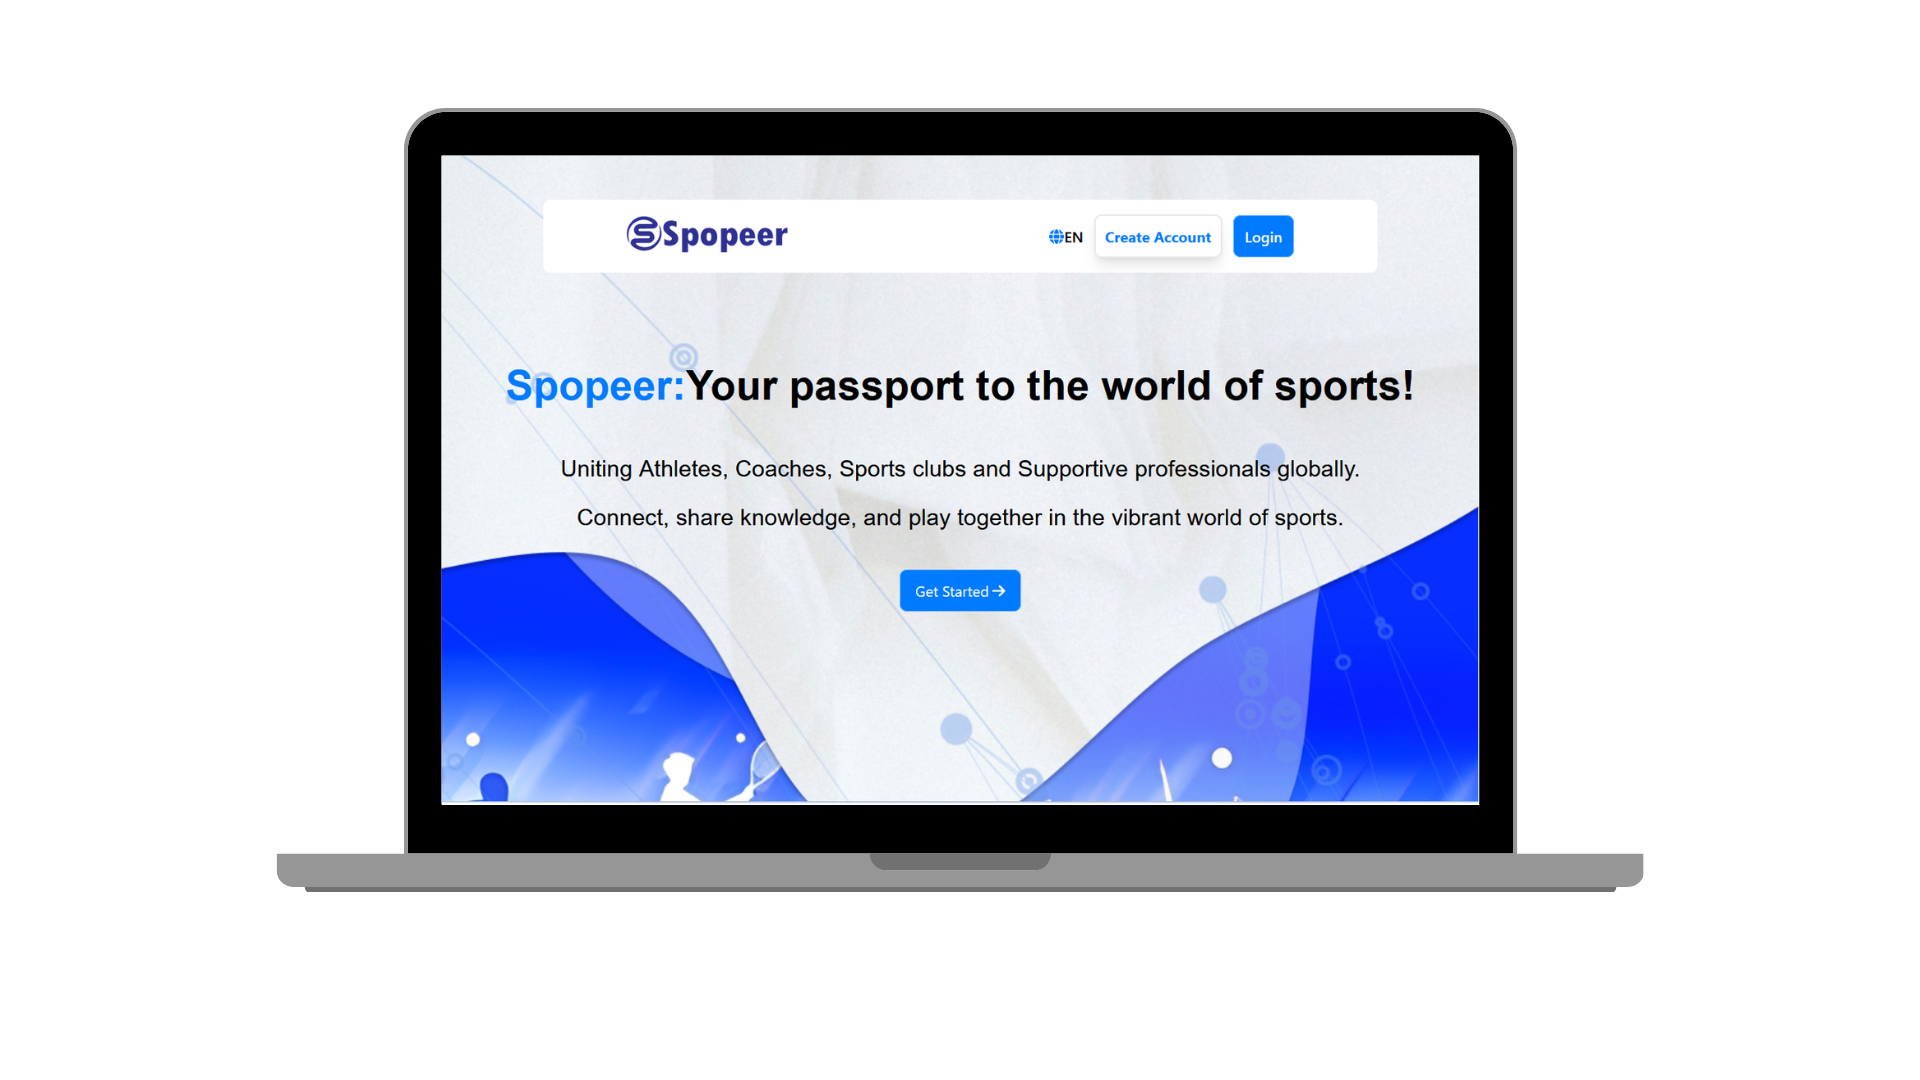 Spopeer
EN
Create Account
Login
Spopeer:Your passport to the world of sports!
Uniting Athletes, Coaches, Sports clubs and Supportive professionals globally.
Connect, share knowledge, and play together in the vibrant world of sports.
Get Started